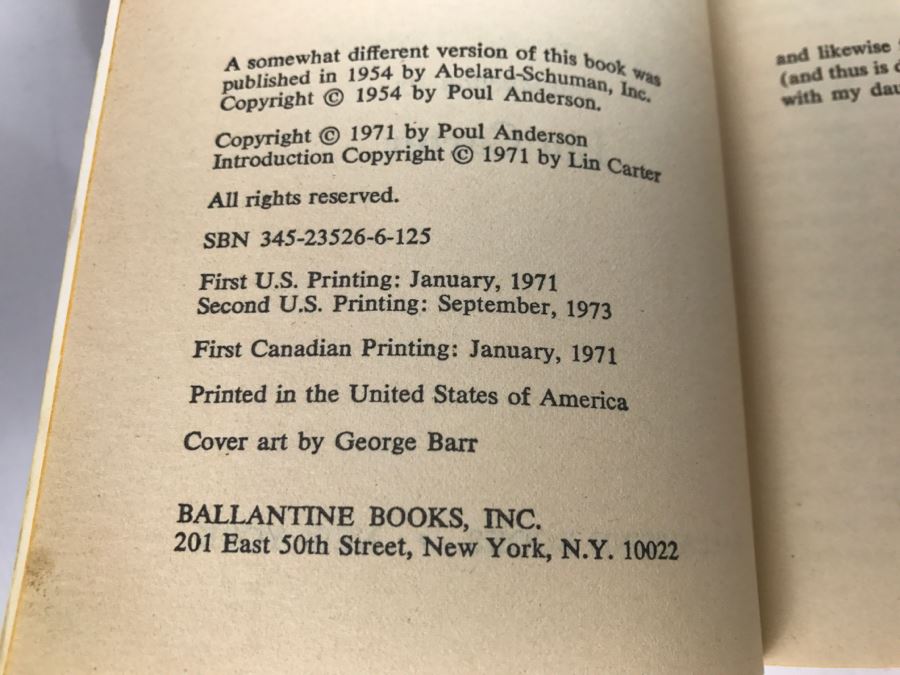 A somewhat different version of this book was
published in 1954 by Abelard-Schuman, Inc.
Copyright © 1954 by Poul Anderson.
Copyright © 1971 by Poul Anderson
Introduction Copyright © 1971 by Lin Carter
All rights reserved.
SBN 345-23526-6-125
First U.S. Printing: January, 1971
Second U.S. Printing: September, 1973
First Canadian Printing: January, 1971
Printed in the United States of America
Cover art by George Barr
BALLANTINE BOOKS, INC.
201 East 50th Street, New York, N.Y. 10022
and likewise
(and thus is
with my